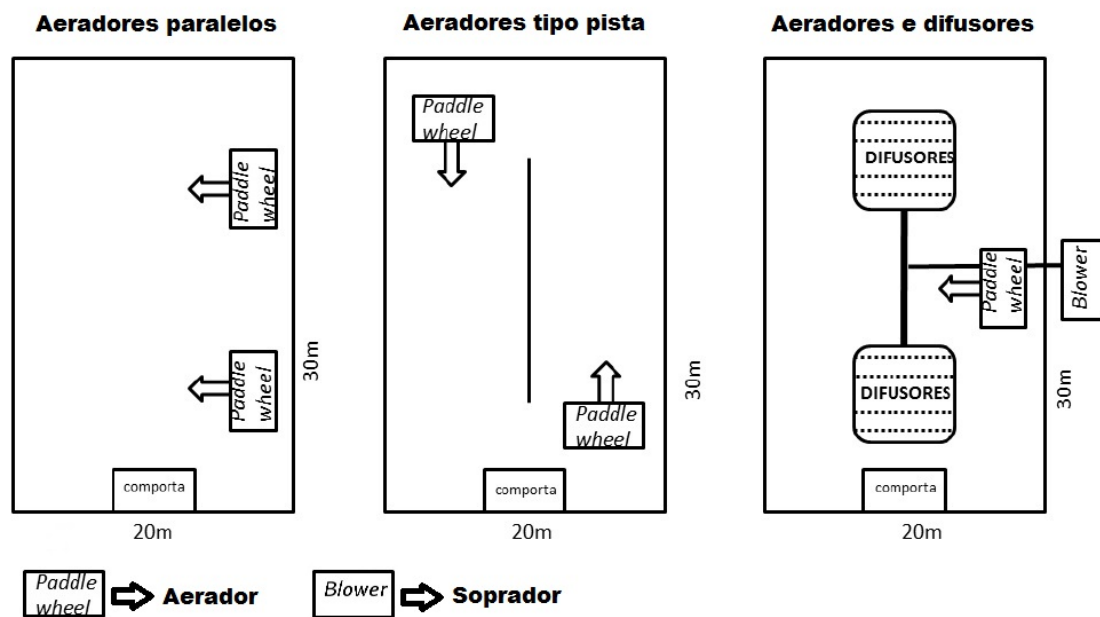 Aeradores paralelos
Paddle
wheel
Paddle
wheel
30m
comporta
20m
Aeradores tipo pista
Paddle
wheel
Paddle
wheel
30m
comporta
20m
Aeradores e difusores
DIFUSORES
Paddle
wheel
Blower
DIFUSORES
30m
comporta
20m
Paddle
wheel
Aerador
Blower
Soprador